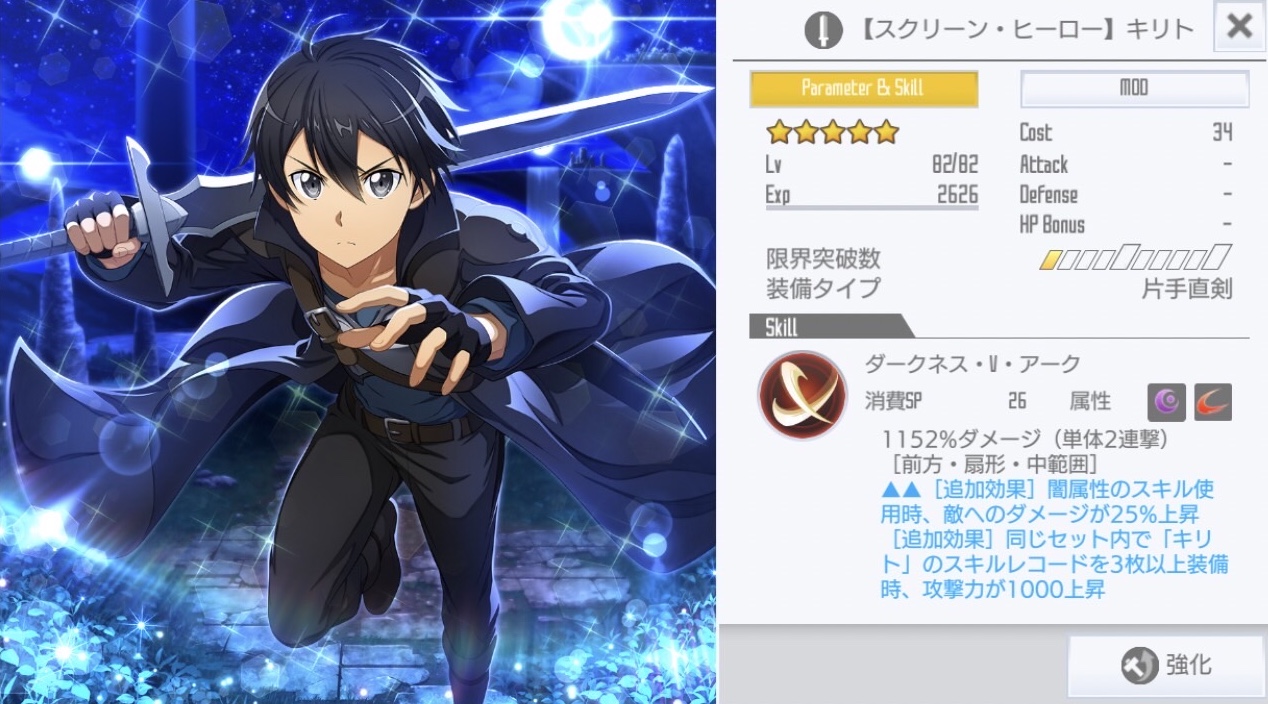 【スクリーン・ヒーロー】キリト
Parameter & Skill
MOD
Lv 82/82
Exp 2626
Cost 34
Attack -
Defense -
HP Bonus -
限界突破数
装備タイプ 片手直剣
Skill
ダークネス・V・アーク
消費SP 26 属性
1152%ダメージ（単体2連撃）
［前方・扇形・中範囲］
▲▲［追加効果］闇属性のスキル使
用時、敵へのダメージが25%上昇
［追加効果］同じセット内で「キリ
ト」のスキルレコードを3枚以上装備
時、攻撃力が1000上昇
強化